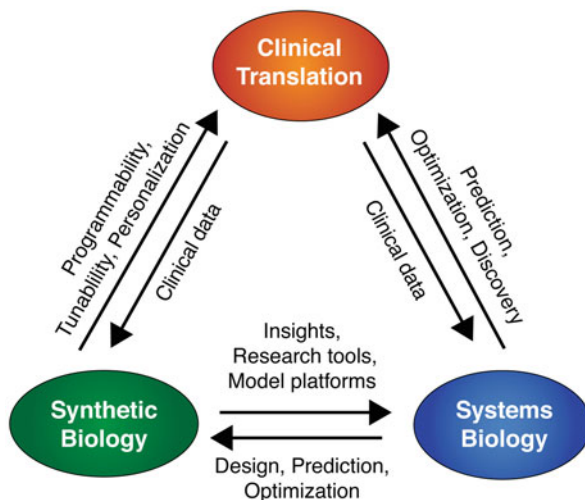 Clinical
Translation
Programmability,
Tunability, Personalization
Clinical data
Prediction,
Optimization, Discovery
Clinical data
Insights,
Research tools,
Model platforms
Synthetic
Biology
Systems
Biology
Design, Prediction,
Optimization